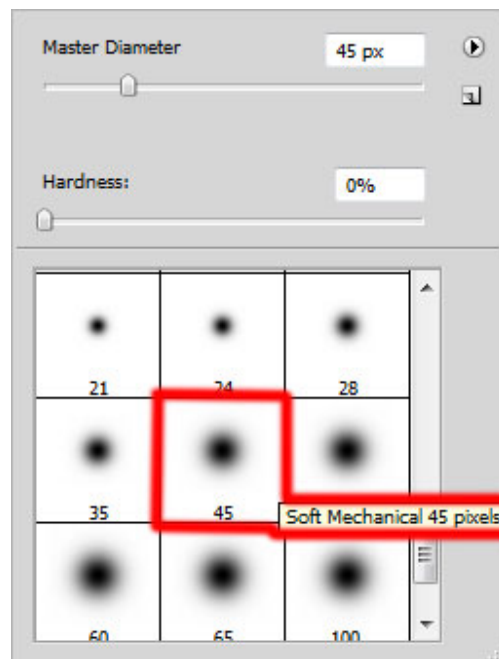 Master Diameter 45 px
Hardness: 0%
21 24 28
35 45
Soft Mechanical 45 pixels
60 65 100